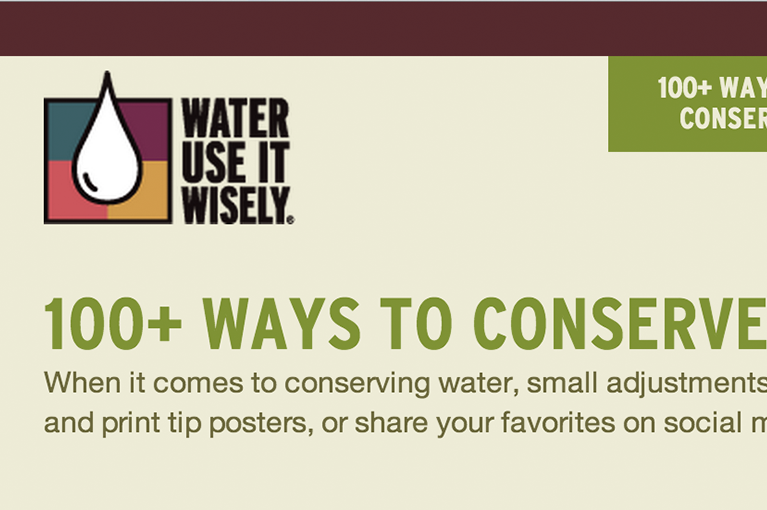 WATER
USE IT
WISELY.®
100+ WAY
CONSER
100+ WAYS TO CONSERVE
When it comes to conserving water, small adjustments
and print tip posters, or share your favorites on social m